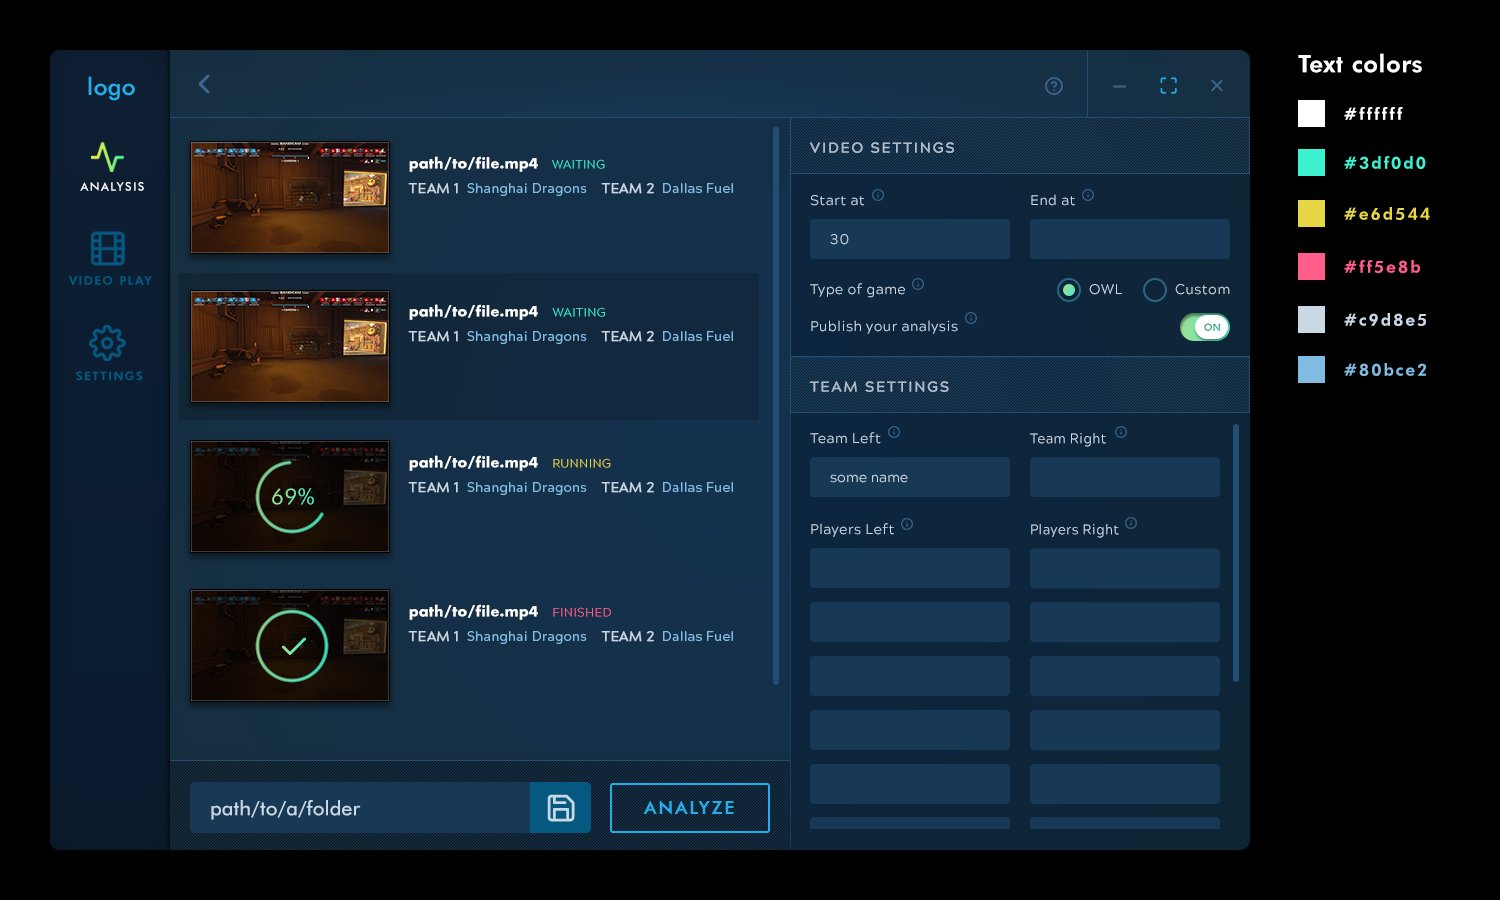 logo
ANALYSIS
VIDEO PLAY
SETTINGS
path/to/file.mp4 WAITING
TEAM 1 Shanghai Dragons TEAM 2 Dallas Fuel
path/to/file.mp4 WAITING
TEAM 1 Shanghai Dragons TEAM 2 Dallas Fuel
69%
path/to/file.mp4 RUNNING
TEAM 1 Shanghai Dragons TEAM 2 Dallas Fuel
path/to/file.mp4 FINISHED
TEAM 1 Shanghai Dragons TEAM 2 Dallas Fuel
path/to/a/folder
ANALYZE
VIDEO SETTINGS
Start at End at
30
Type of game OWL Custom
Publish your analysis ON
TEAM SETTINGS
Team Left Team Right
some name
Players Left Players Right
Text colors
#ffffff
#3df0d0
#e6d544
#ff5e8b
#c9d8e5
#80bce2